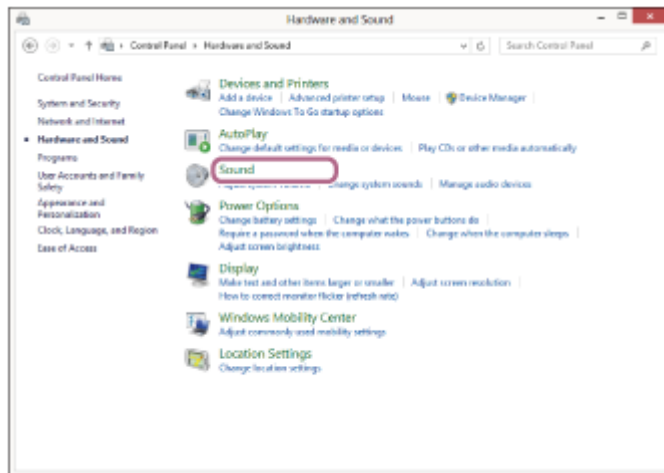 Hardware and Sound
Control Panel › Hardware and Sound
Search Control Panel
Control Panel Home
System and Security
Network and Internet
Hardware and Sound
Programs
User Accounts and Family Safety
Appearance and Personalization
Clock, Language, and Region
Ease of Access
Devices and Printers
Add a device | Advanced printer setup | Mouse | Device Manager
Change Windows To Go startup options
AutoPlay
Change default settings for media or devices | Play CDs or other media automatically
Sound
Change system sounds | Manage audio devices
Power Options
Change battery settings | Change what the power buttons do
Require a password when the computer wakes | Change when the computer sleeps
Adjust screen brightness
Display
Make text and other items larger or smaller | Adjust screen resolution
How to correct monitor flicker (refresh rate)
Windows Mobility Center
Adjust commonly used mobility settings
Location Settings
Change location settings